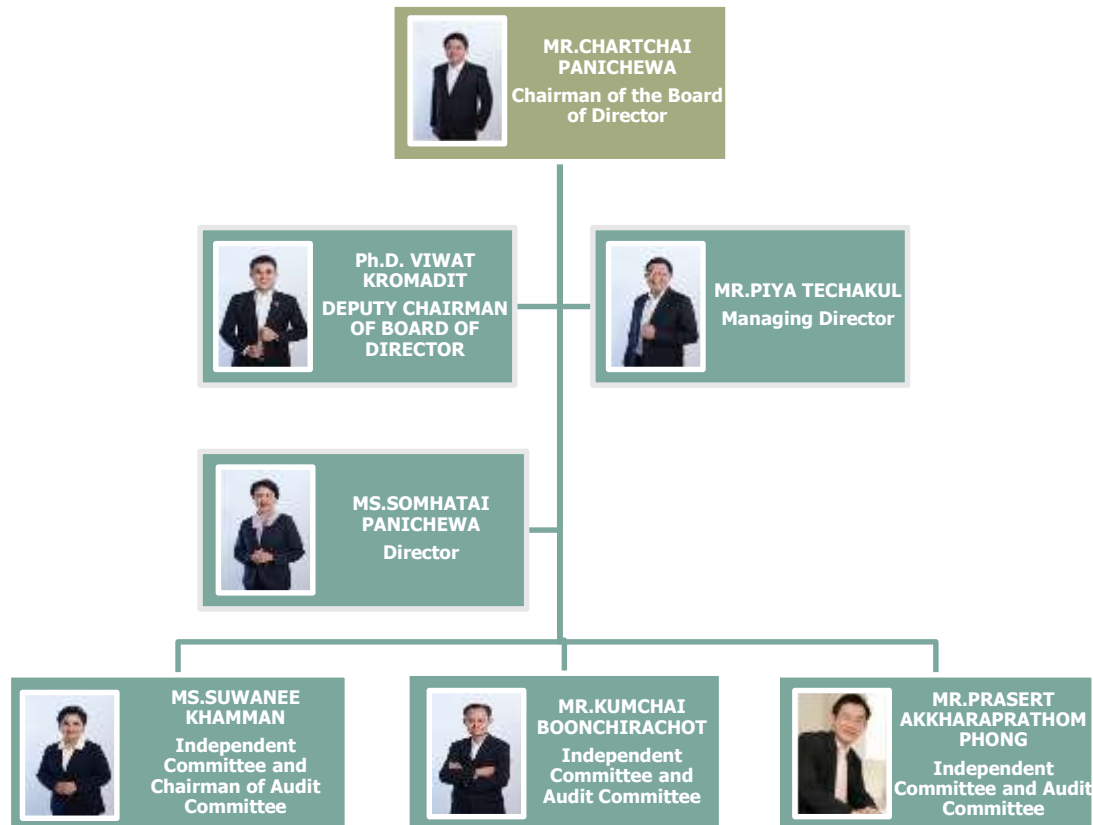 MR.CHARTCHAI
PANICHEWA
Chairman of the Board
of Director
Ph.D. VIWAT
KROMADIT
DEPUTY CHAIRMAN
OF BOARD OF
DIRECTOR
MR.PIYA TECHAKUL
Managing Director
MS.SOMHATAI
PANICHEWA
Director
MS.SUWANEE
KHAMMAN
Independent
Committee and
Chairman of Audit
Committee
MR.KUMCHAI
BOONCHIRACHOT
Independent
Committee and
Audit Committee
MR.PRASERT
AKKHARAPRATHOM
PHONG
Independent
Committee and Audit
Committee